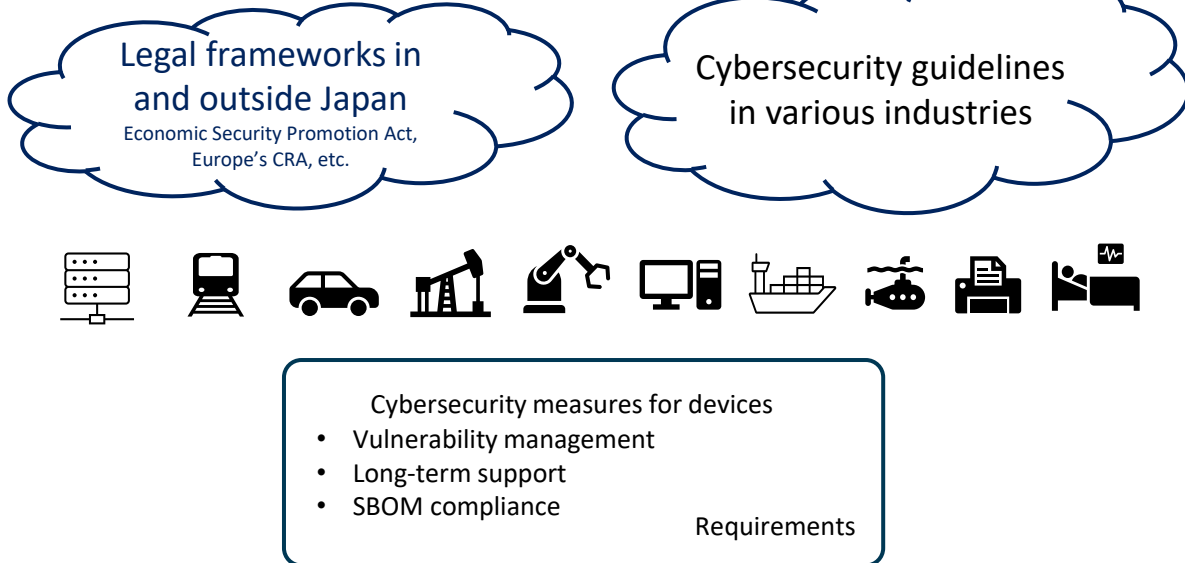 Legal frameworks in
and outside Japan
Economic Security Promotion Act,
Europe’s CRA, etc.
Cybersecurity guidelines
in various industries
Cybersecurity measures for devices
• Vulnerability management
• Long-term support
• SBOM compliance
Requirements